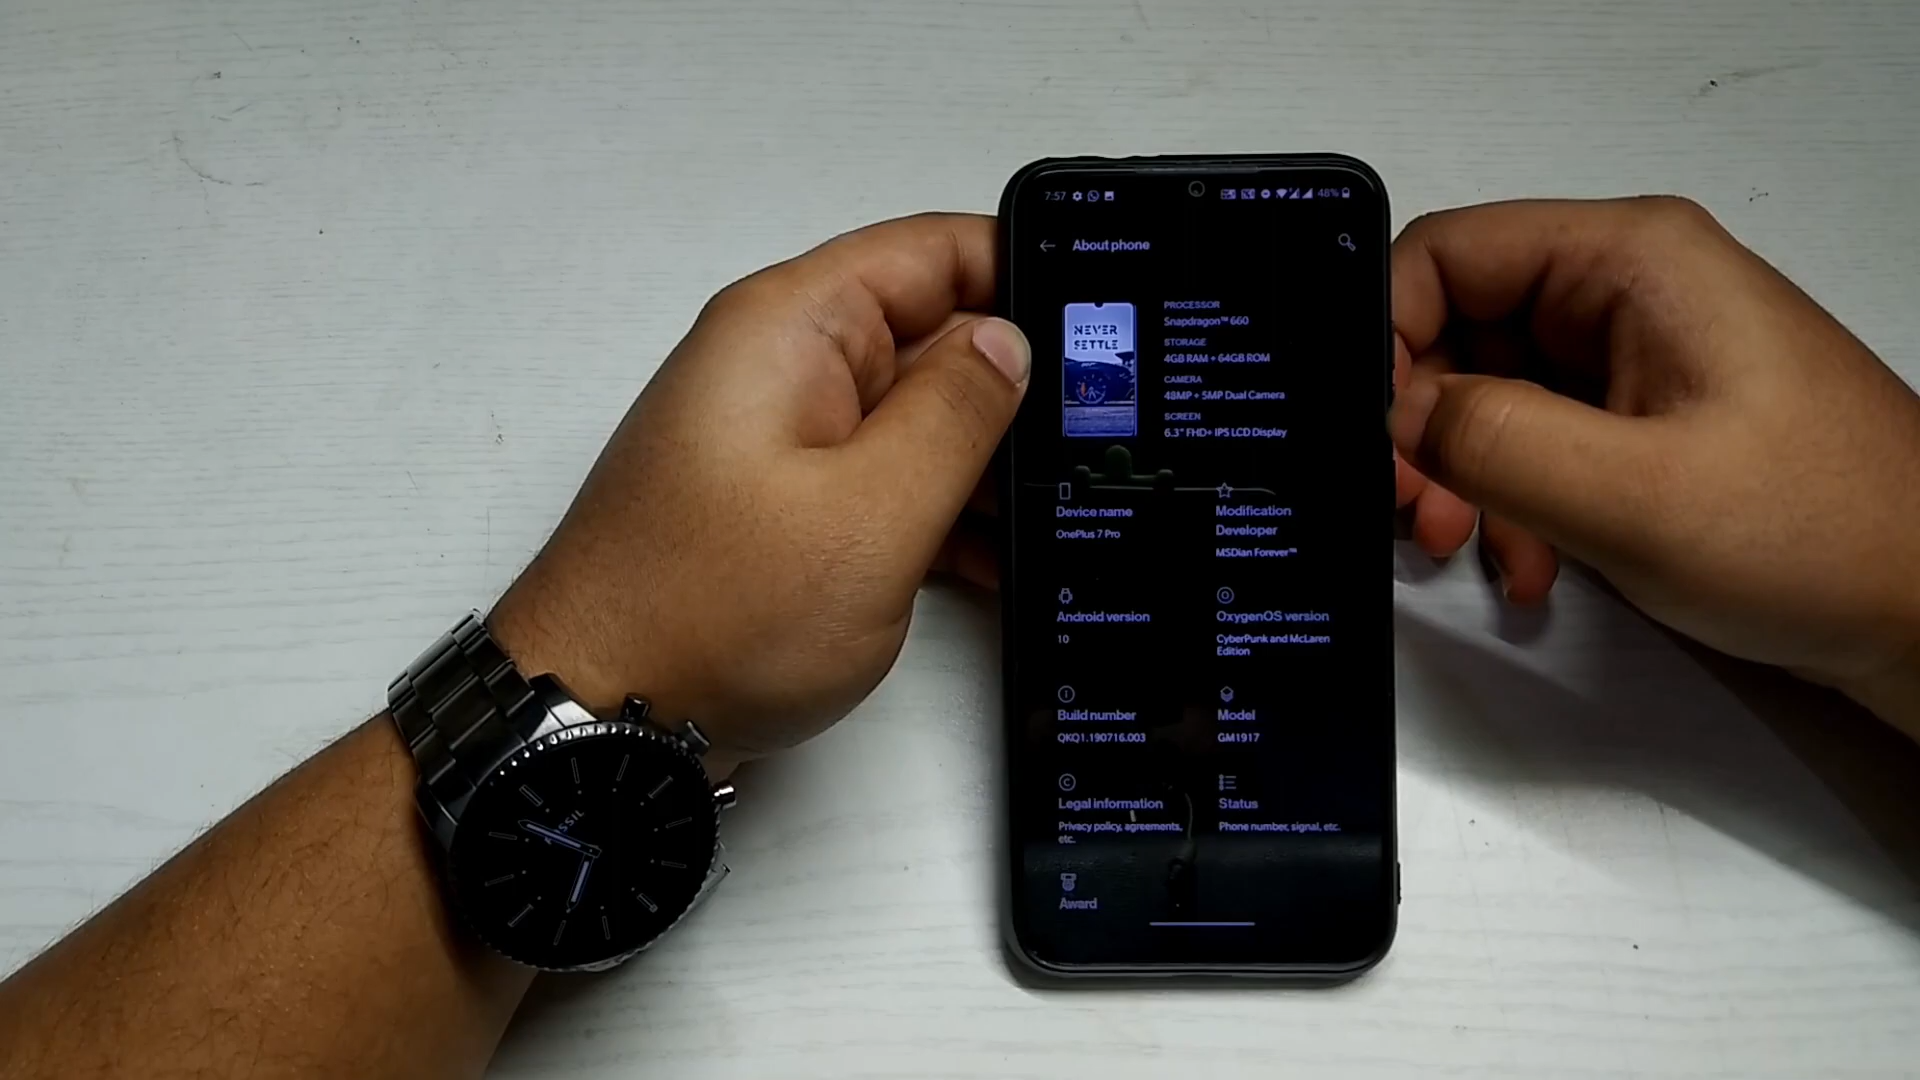 7:57
48%
About phone
NEVER
SETTLE
PROCESSOR
Snapdragon™ 660
STORAGE
4GB RAM + 64GB ROM
CAMERA
48MP + 5MP Dual Camera
SCREEN
6.3" FHD+ IPS LCD Display
Device name
OnePlus 7 Pro
Modification
Developer
MSDian Forever™
Android version
10
OxygenOS version
CyberPunk and McLaren
Edition
Build number
QKQ1.190716.003
Model
GM1917
Legal information
Privacy policy, agreements,
etc.
Status
Phone number, signal, etc.
Award
FOSSIL